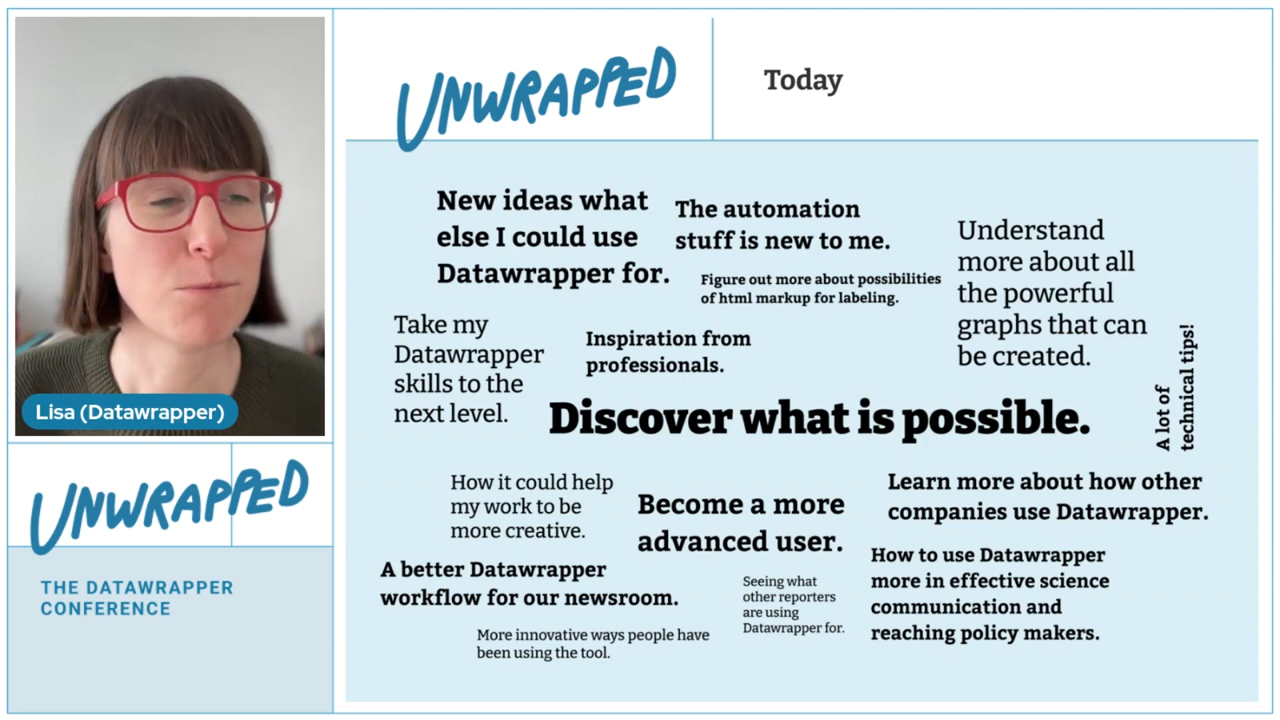 Lisa (Datawrapper)
UNWRAPPED
THE DATAWRAPPER
CONFERENCE
UNWRAPPED
Today
New ideas what
else I could use
Datawrapper for.
The automation
stuff is new to me.
Figure out more about possibilities
of html markup for labeling.
Understand
more about all
the powerful
graphs that can
be created.
Take my
Datawrapper
skills to the
next level.
Inspiration from
professionals.
A lot of
technical tips!
Discover what is possible.
How it could help
my work to be
more creative.
Become a more
advanced user.
Learn more about how other
companies use Datawrapper.
A better Datawrapper
workflow for our newsroom.
Seeing what
other reporters
are using
Datawrapper for.
How to use Datawrapper
more in effective science
communication and
reaching policy makers.
More innovative ways people have
been using the tool.